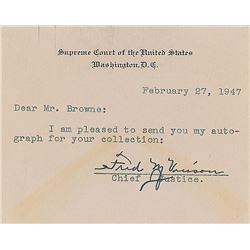 Supreme Court of the United States
Washington, D.C.
February 27, 1947
Dear Mr. Browne:
I am pleased to send you my auto-
graph for your collection:
Fred M Vinson
Chief Justice.